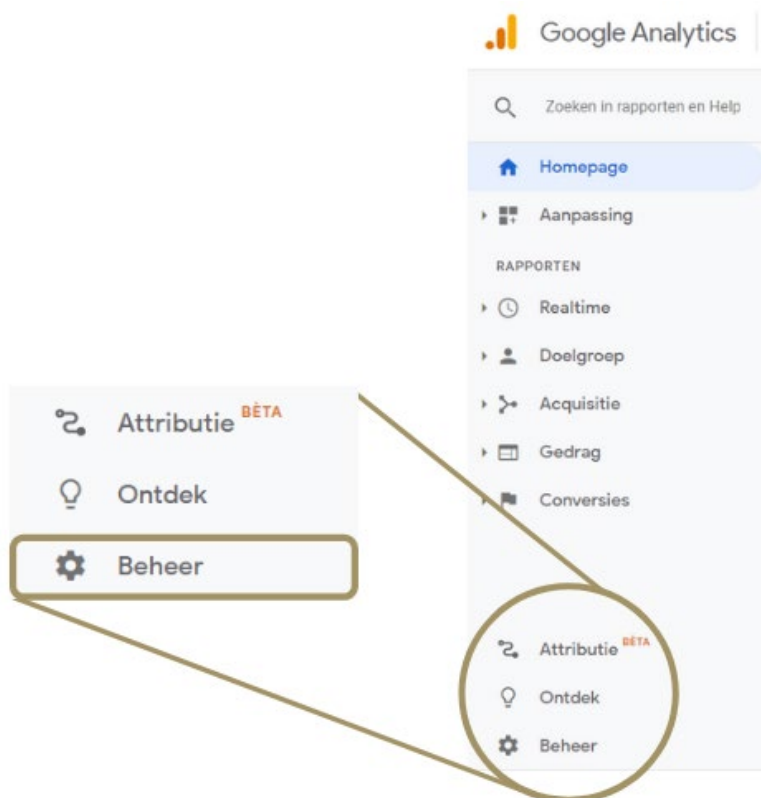 Google Analytics
Zoeken in rapporten en Help
Homepage
Aanpassing
RAPPORTEN
Realtime
Doelgroep
Acquisitie
Gedrag
Conversies
Attributie BÈTA
Ontdek
Beheer
Attributie BÈTA
Ontdek
Beheer